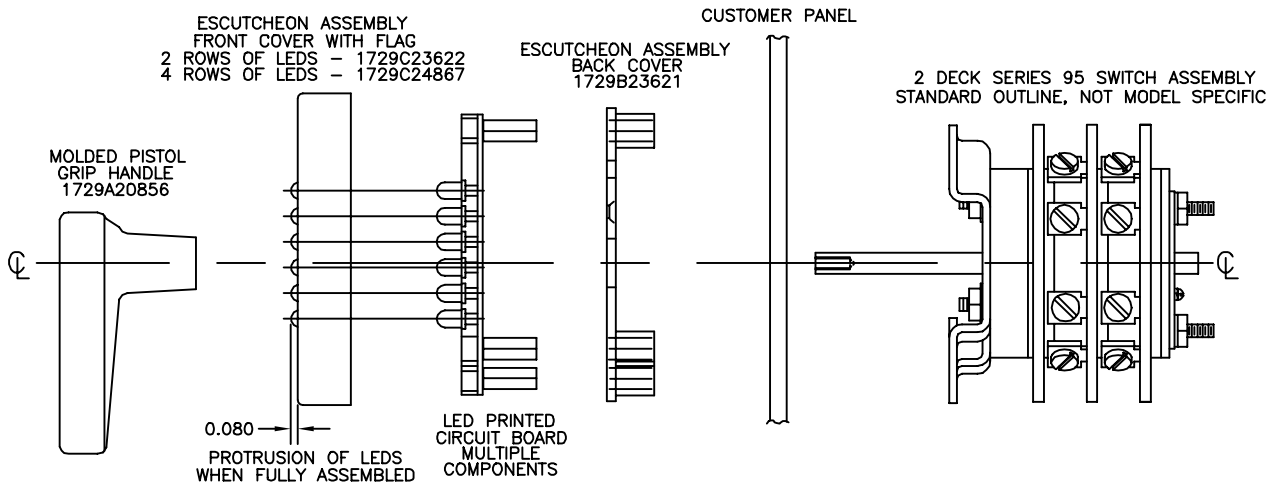 CUSTOMER PANEL
ESCUTCHEON ASSEMBLY
FRONT COVER WITH FLAG
2 ROWS OF LEDS - 1729C23622
4 ROWS OF LEDS - 1729C24867
ESCUTCHEON ASSEMBLY
BACK COVER
1729B23621
2 DECK SERIES 95 SWITCH ASSEMBLY
STANDARD OUTLINE, NOT MODEL SPECIFIC
MOLDED PISTOL
GRIP HANDLE
1729A20856
CL
CL
0.080
PROTRUSION OF LEDS
WHEN FULLY ASSEMBLED
LED PRINTED
CIRCUIT BOARD
MULTIPLE
COMPONENTS